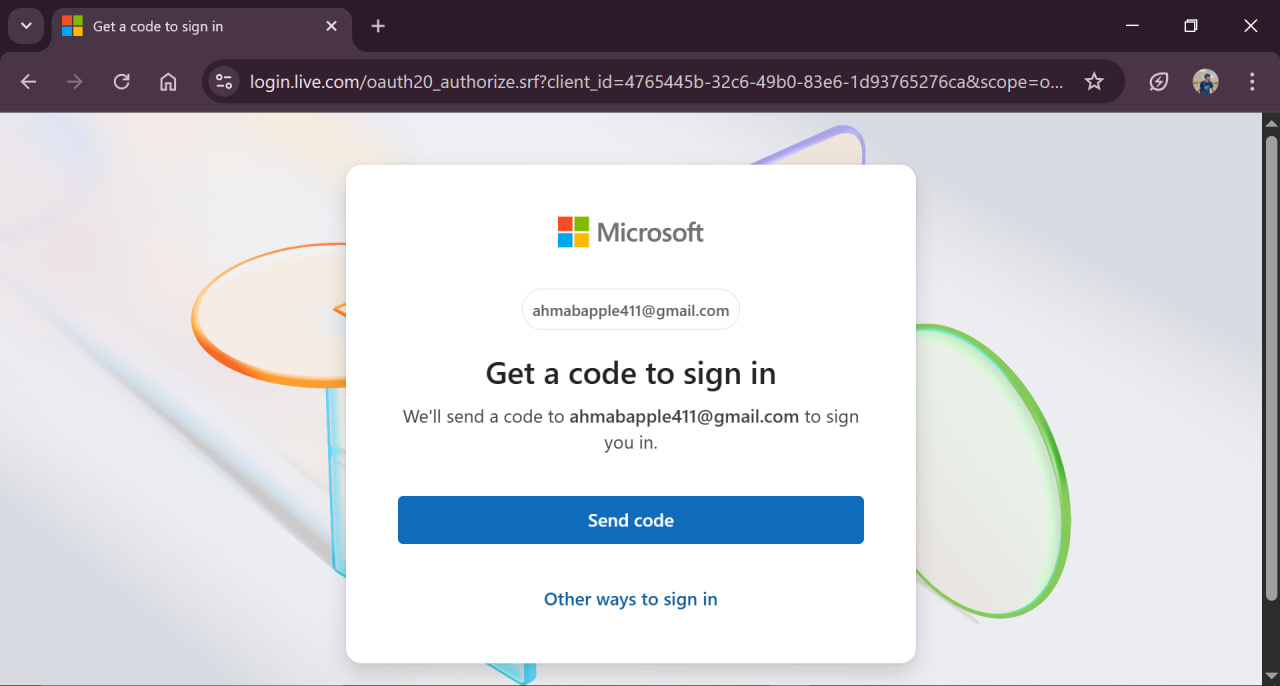 Get a code to sign in
login.live.com/oauth20_authorize.srf?client_id=4765445b-32c6-49b0-83e6-1d93765276ca&scope=o...
Microsoft
ahmabapple411@gmail.com
Get a code to sign in
We'll send a code to ahmabapple411@gmail.com to sign
you in.
Send code
Other ways to sign in